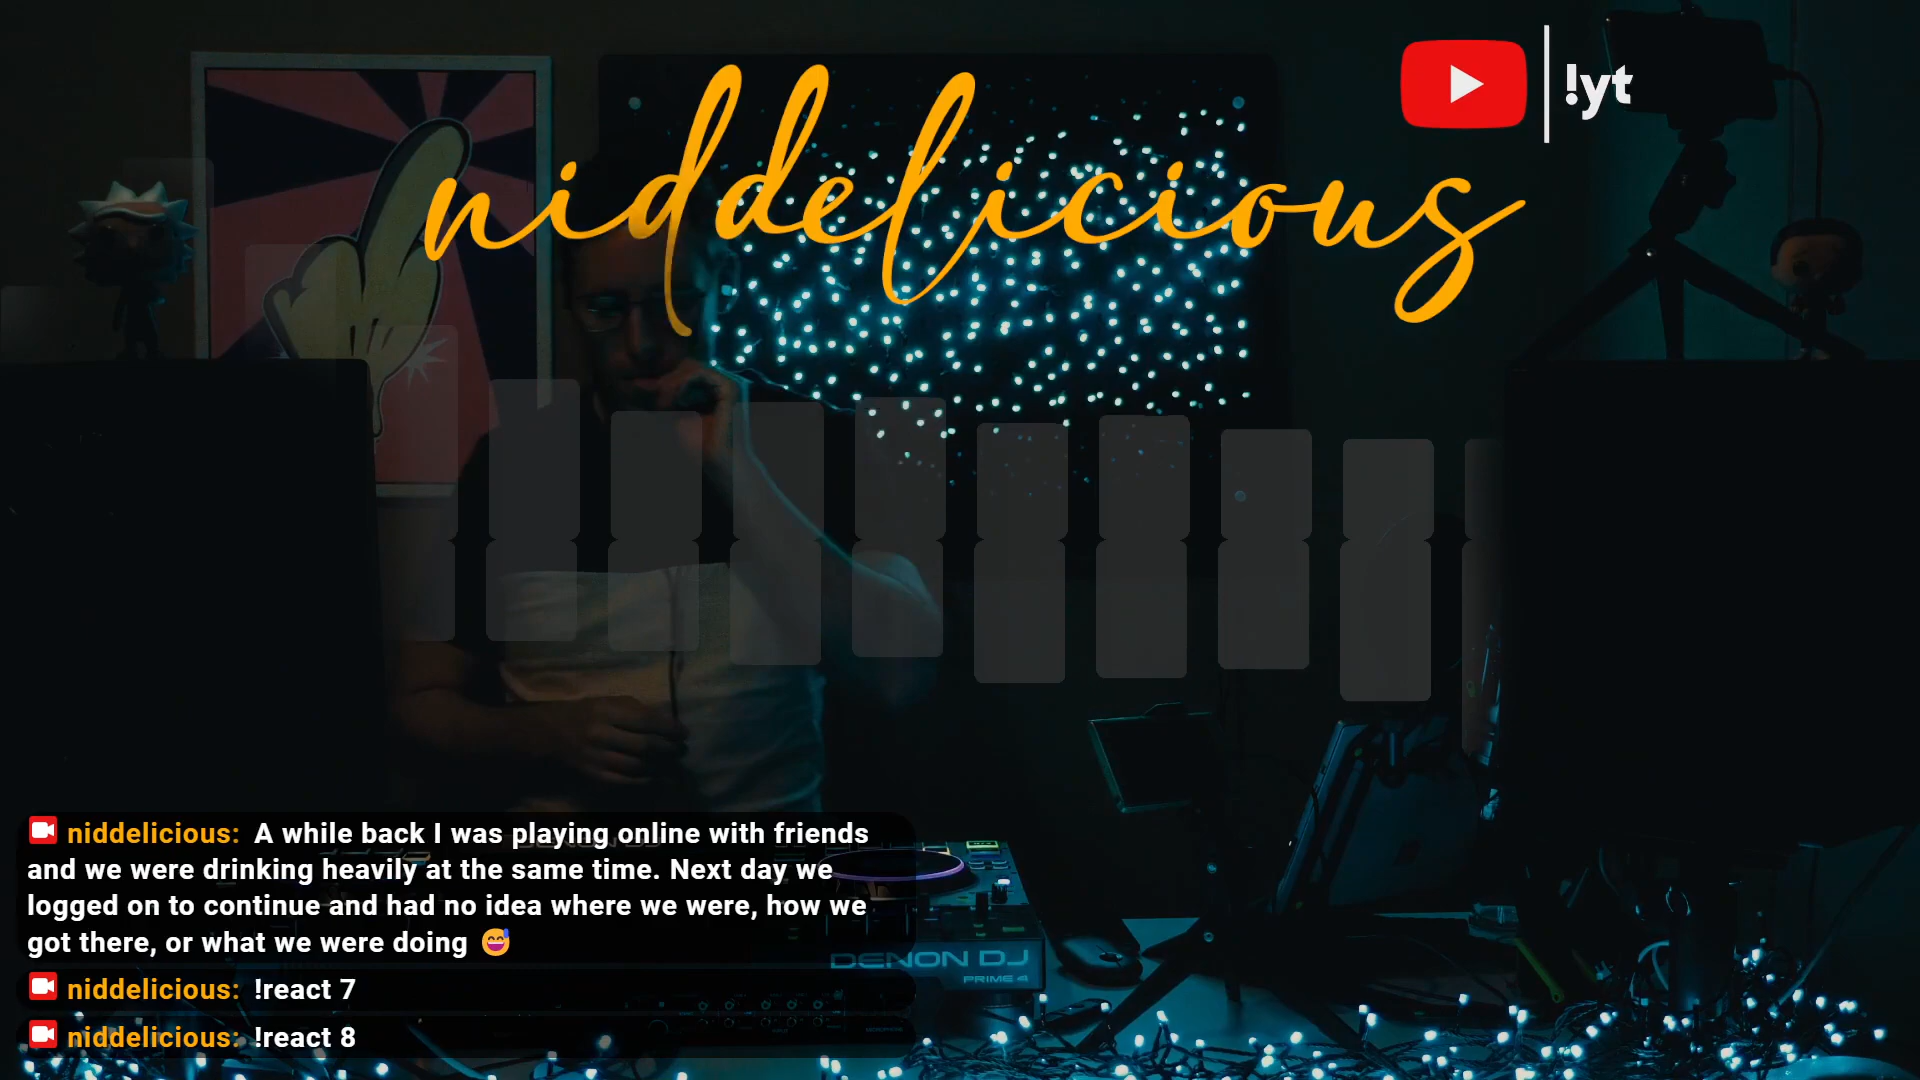 niddelicious
!yt
niddelicious: A while back I was playing online with friends
and we were drinking heavily at the same time. Next day we
logged on to continue and had no idea where we were, how we
got there, or what we were doing 😅
DENON DJ
PRIME 4
niddelicious: !react 7
niddelicious: !react 8